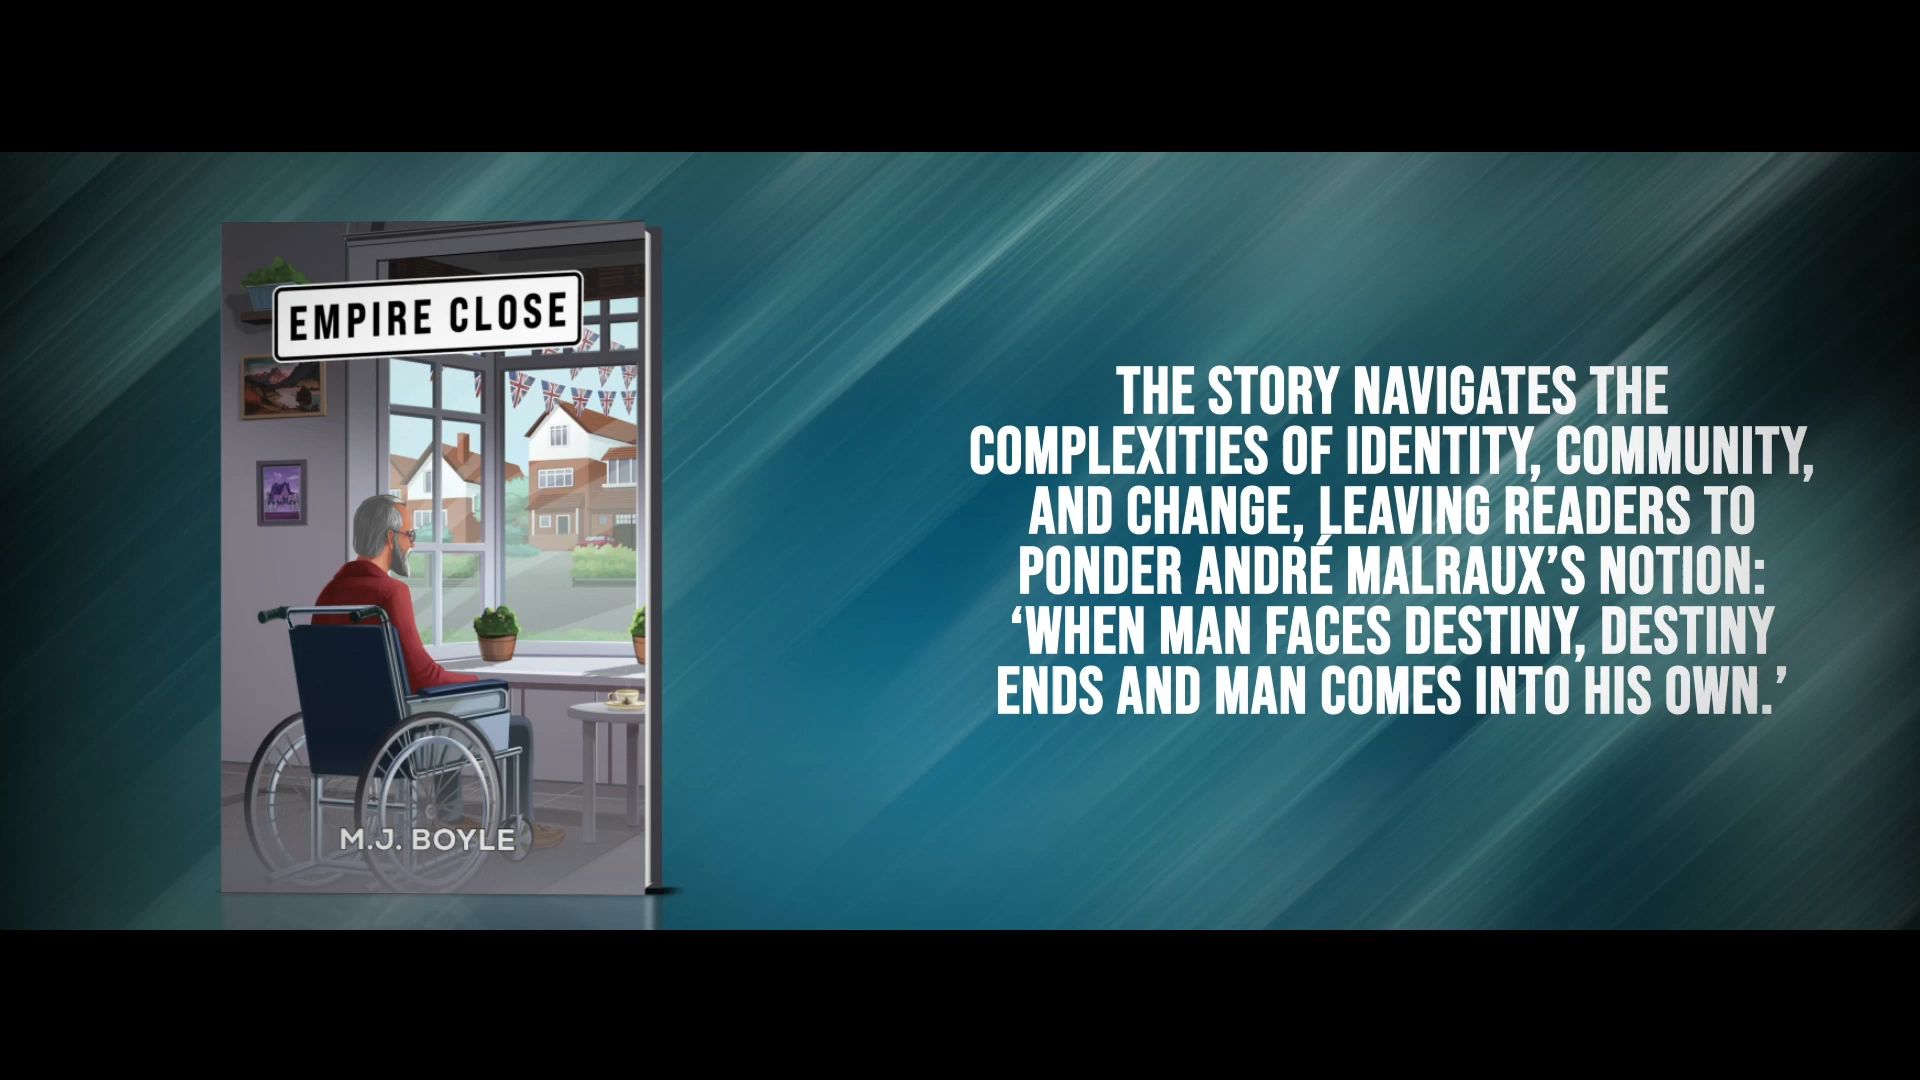 EMPIRE CLOSE
M.J. BOYLE
THE STORY NAVIGATES THE
COMPLEXITIES OF IDENTITY, COMMUNITY,
AND CHANGE, LEAVING READERS TO
PONDER ANDRÉ MALRAUX’S NOTION:
‘WHEN MAN FACES DESTINY, DESTINY
ENDS AND MAN COMES INTO HIS OWN.’